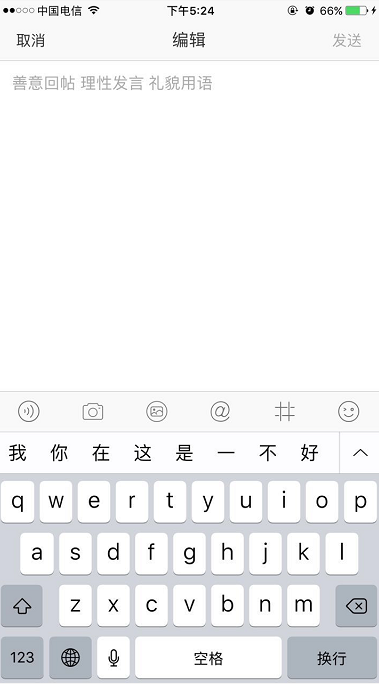 中国电信 下午5:24 66%
取消 编辑 发送
善意回帖 理性发言 礼貌用语
@
我 你 在 这 是 一 不 好
q w e r t y u i o p
a s d f g h j k l
z x c v b n m
123 空格 换行